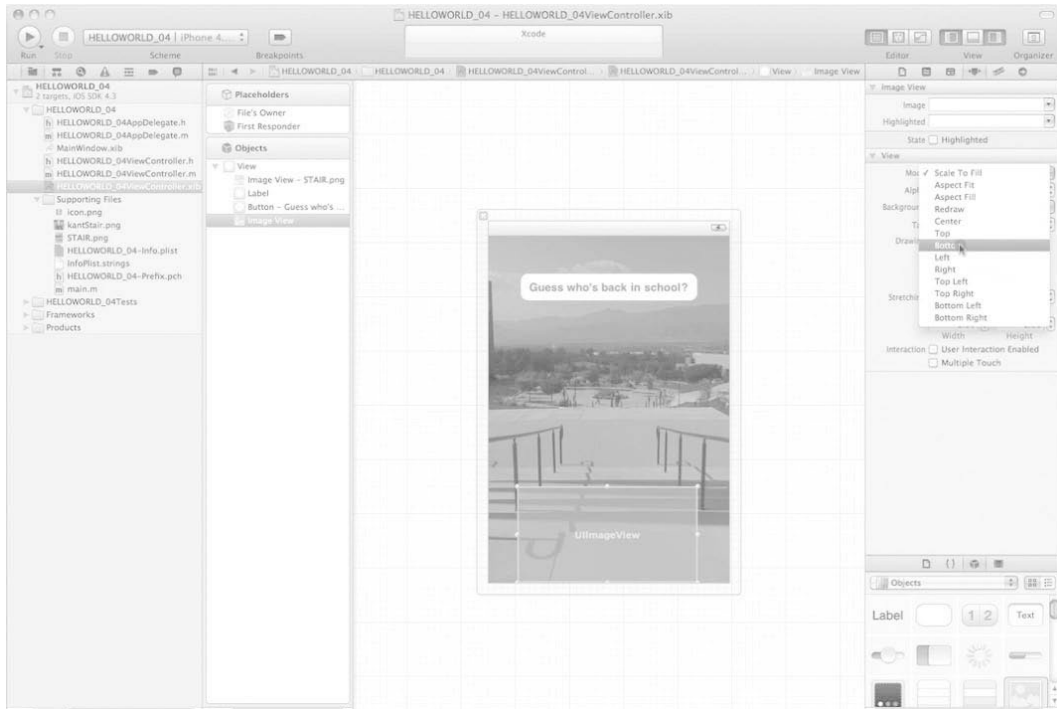 HELLOWORLD_04 – HELLOWORLD_04ViewController.xib
HELLOWORLD_04 | iPhone 4....
Xcode
Run
Stop
Scheme
Breakpoints
Editor
View
Organizer
HELLOWORLD_04
HELLOWORLD_04
HELLOWORLD_04ViewControl...
HELLOWORLD_04ViewControl...
View
Image View
HELLOWORLD_04
2 targets, iOS SDK 4.3
HELLOWORLD_04
HELLOWORLD_04AppDelegate.h
HELLOWORLD_04AppDelegate.m
MainWindow.xib
HELLOWORLD_04ViewController.h
HELLOWORLD_04ViewController.m
HELLOWORLD_04ViewController.xib
Supporting Files
icon.png
kantStair.png
STAIR.png
HELLOWORLD_04-Info.plist
InfoPlist.strings
HELLOWORLD_04-Prefix.pch
main.m
HELLOWORLD_04Tests
Frameworks
Products
Placeholders
File's Owner
First Responder
Objects
View
Image View – STAIR.png
Label
Button – Guess who's ...
Image View
Guess who's back in school?
UIImageView
Image View
Image
Highlighted
State Highlighted
View
Scale To Fill
Aspect Fit
Aspect Fill
Redraw
Center
Top
Left
Right
Top Left
Top Right
Bottom Left
Bottom Right
Width Height
Interaction User Interaction Enabled
Multiple Touch
Objects
Label
1 2
Text